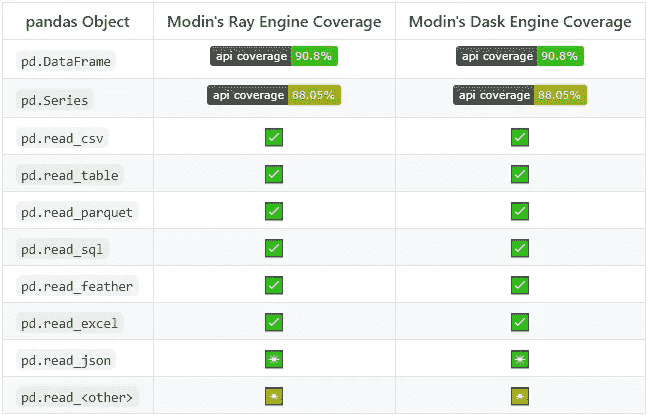 pandas Object Modin's Ray Engine Coverage Modin's Dask Engine Coverage
pd.DataFrame api coverage 90.8% api coverage 90.8%
pd.Series api coverage 88.05% api coverage 88.05%
pd.read_csv ✅ ✅
pd.read_table ✅ ✅
pd.read_parquet ✅ ✅
pd.read_sql ✅ ✅
pd.read_feather ✅ ✅
pd.read_excel ✅ ✅
pd.read_json ✳️ ✳️
pd.read_<other> ✴️ ✴️